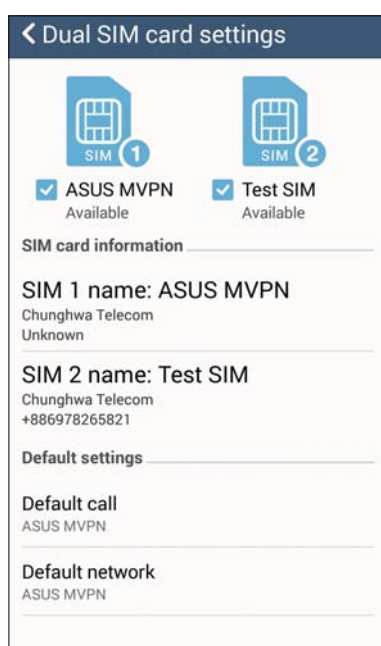 Dual SIM card settings
SIM 1 SIM 2
ASUS MVPN Test SIM
Available Available
SIM card information
SIM 1 name: ASUS MVPN
Chunghwa Telecom
Unknown
SIM 2 name: Test SIM
Chunghwa Telecom
+886978265821
Default settings
Default call
ASUS MVPN
Default network
ASUS MVPN